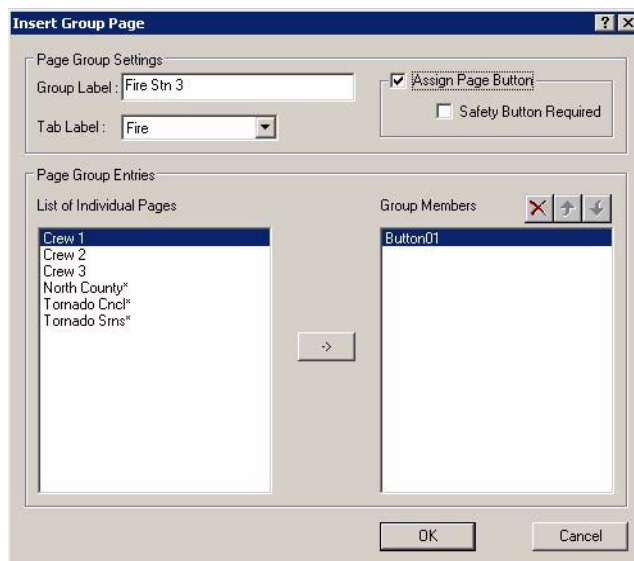 Insert Group Page
Page Group Settings
Group Label : Fire Stn 3
Assign Page Button
Safety Button Required
Tab Label : Fire
Page Group Entries
List of Individual Pages
Group Members
Crew 1
Crew 2
Crew 3
North County*
Tornado Cncl*
Tornado Srns*
->
Button01
OK
Cancel